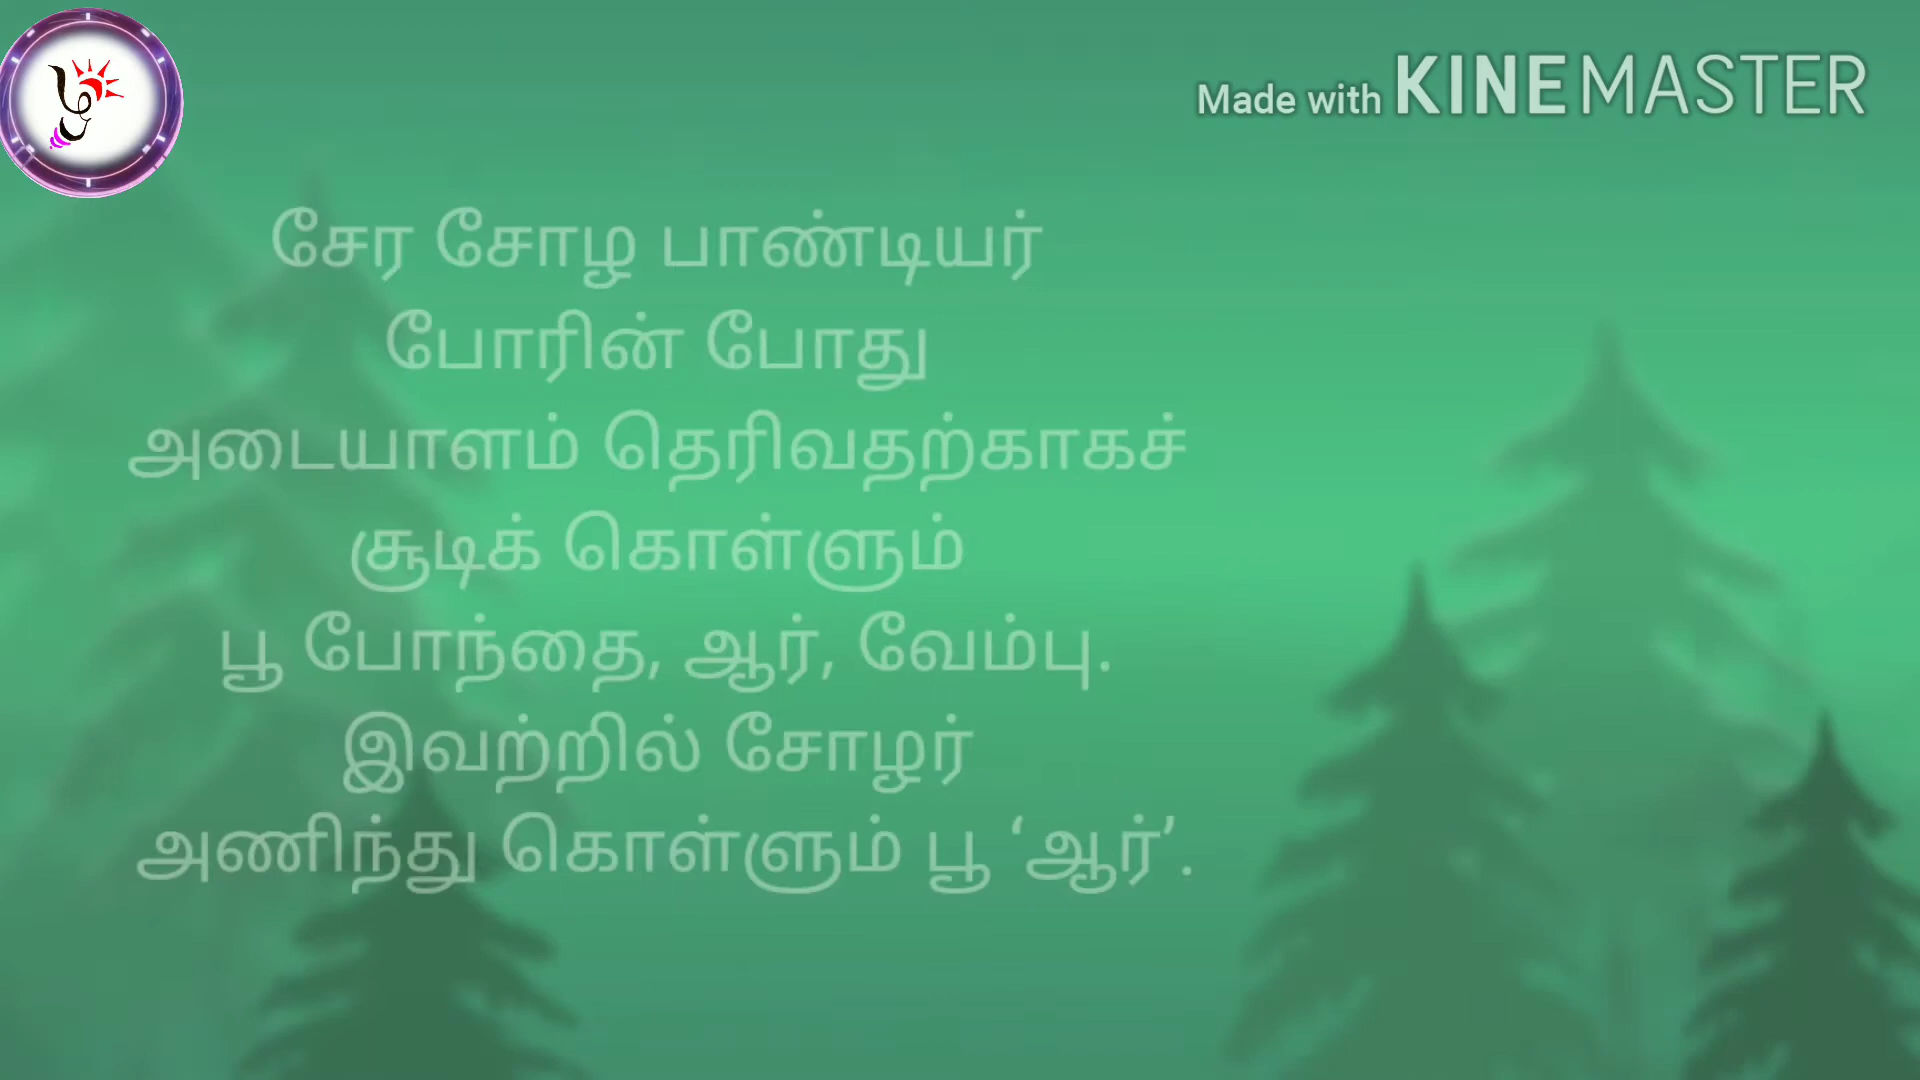 Made with KINEMASTER
சேர சோழ பாண்டியர்
போரின் போது
அடையாளம் தெரிவதற்காகச்
சூடிக் கொள்ளும்
பூ போந்தை, ஆர், வேம்பு.
இவற்றில் சோழர்
அணிந்து கொள்ளும் பூ ‘ஆர்’.